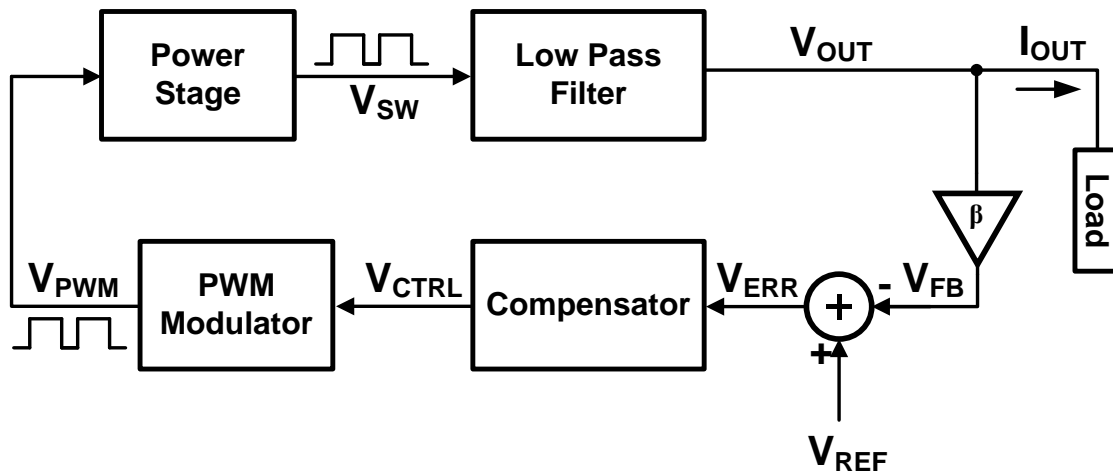 Power
Stage
V_SW
Low Pass
Filter
V_OUT
I_OUT
Load
β
V_PWM
PWM
Modulator
V_CTRL
Compensator
V_ERR
+
-
V_FB
+
V_REF